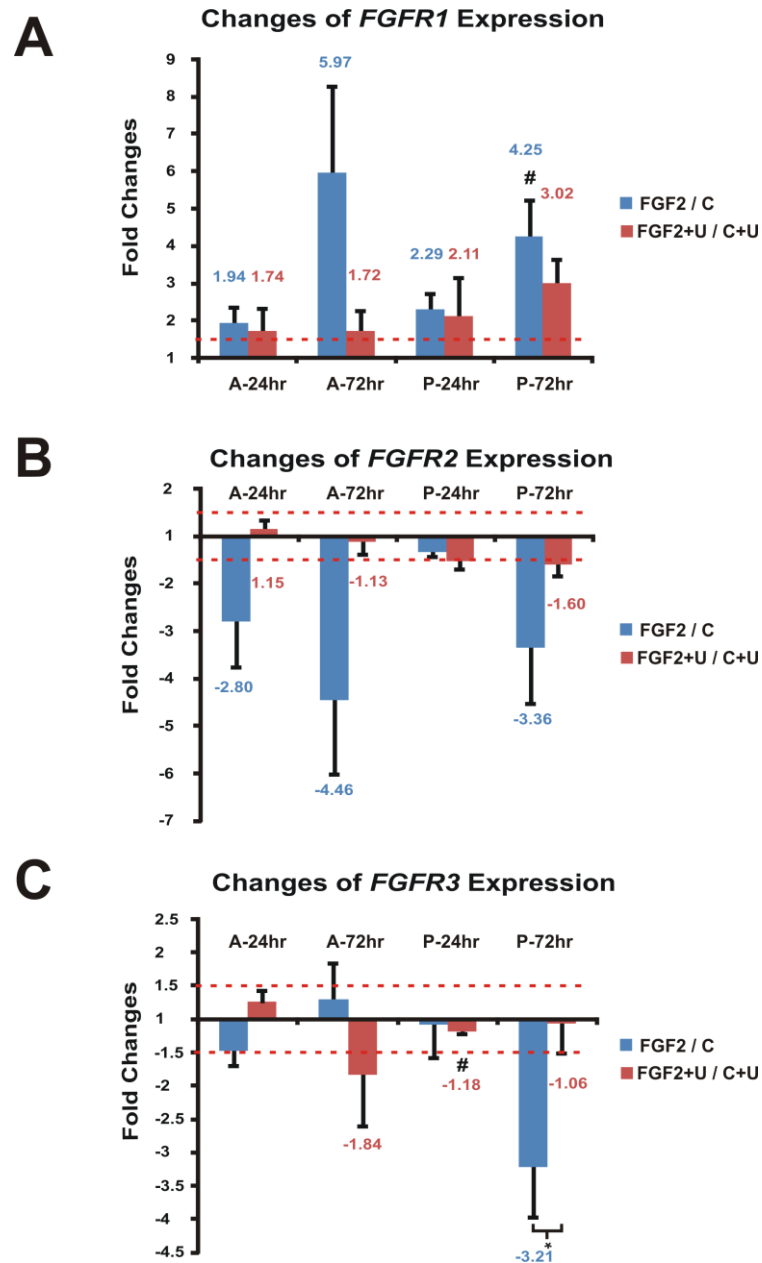 A
Changes of FGFR1 Expression
Fold Changes
9
8
7
6
5
4
3
2
1
5.97
4.25
#
3.02
1.94
1.74
1.72
2.29
2.11
A-24hr
A-72hr
P-24hr
P-72hr
FGF2 / C
FGF2+U / C+U
B
Changes of FGFR2 Expression
Fold Changes
2
1
-2
-3
-4
-5
-6
-7
A-24hr
A-72hr
P-24hr
P-72hr
1.15
-1.13
-1.60
-2.80
-4.46
-3.36
FGF2 / C
FGF2+U / C+U
C
Changes of FGFR3 Expression
Fold Changes
2.5
2
1.5
1
-1.5
-2
-2.5
-3
-3.5
-4
-4.5
A-24hr
A-72hr
P-24hr
P-72hr
#
-1.18
-1.06
-1.84
*
-3.21
FGF2 / C
FGF2+U / C+U